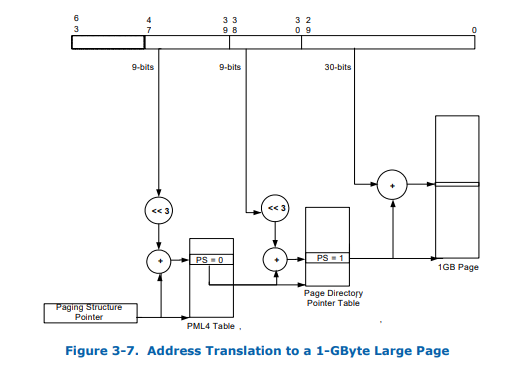 6 4 3 3 3 2
3 7 9 8 0 9 0
9-bits 9-bits 30-bits
<< 3 << 3
+
+ PS = 0 + PS = 1
1GB Page
Page Directory
Pointer Table
Paging Structure
Pointer
PML4 Table ,
Figure 3-7. Address Translation to a 1-GByte Large Page